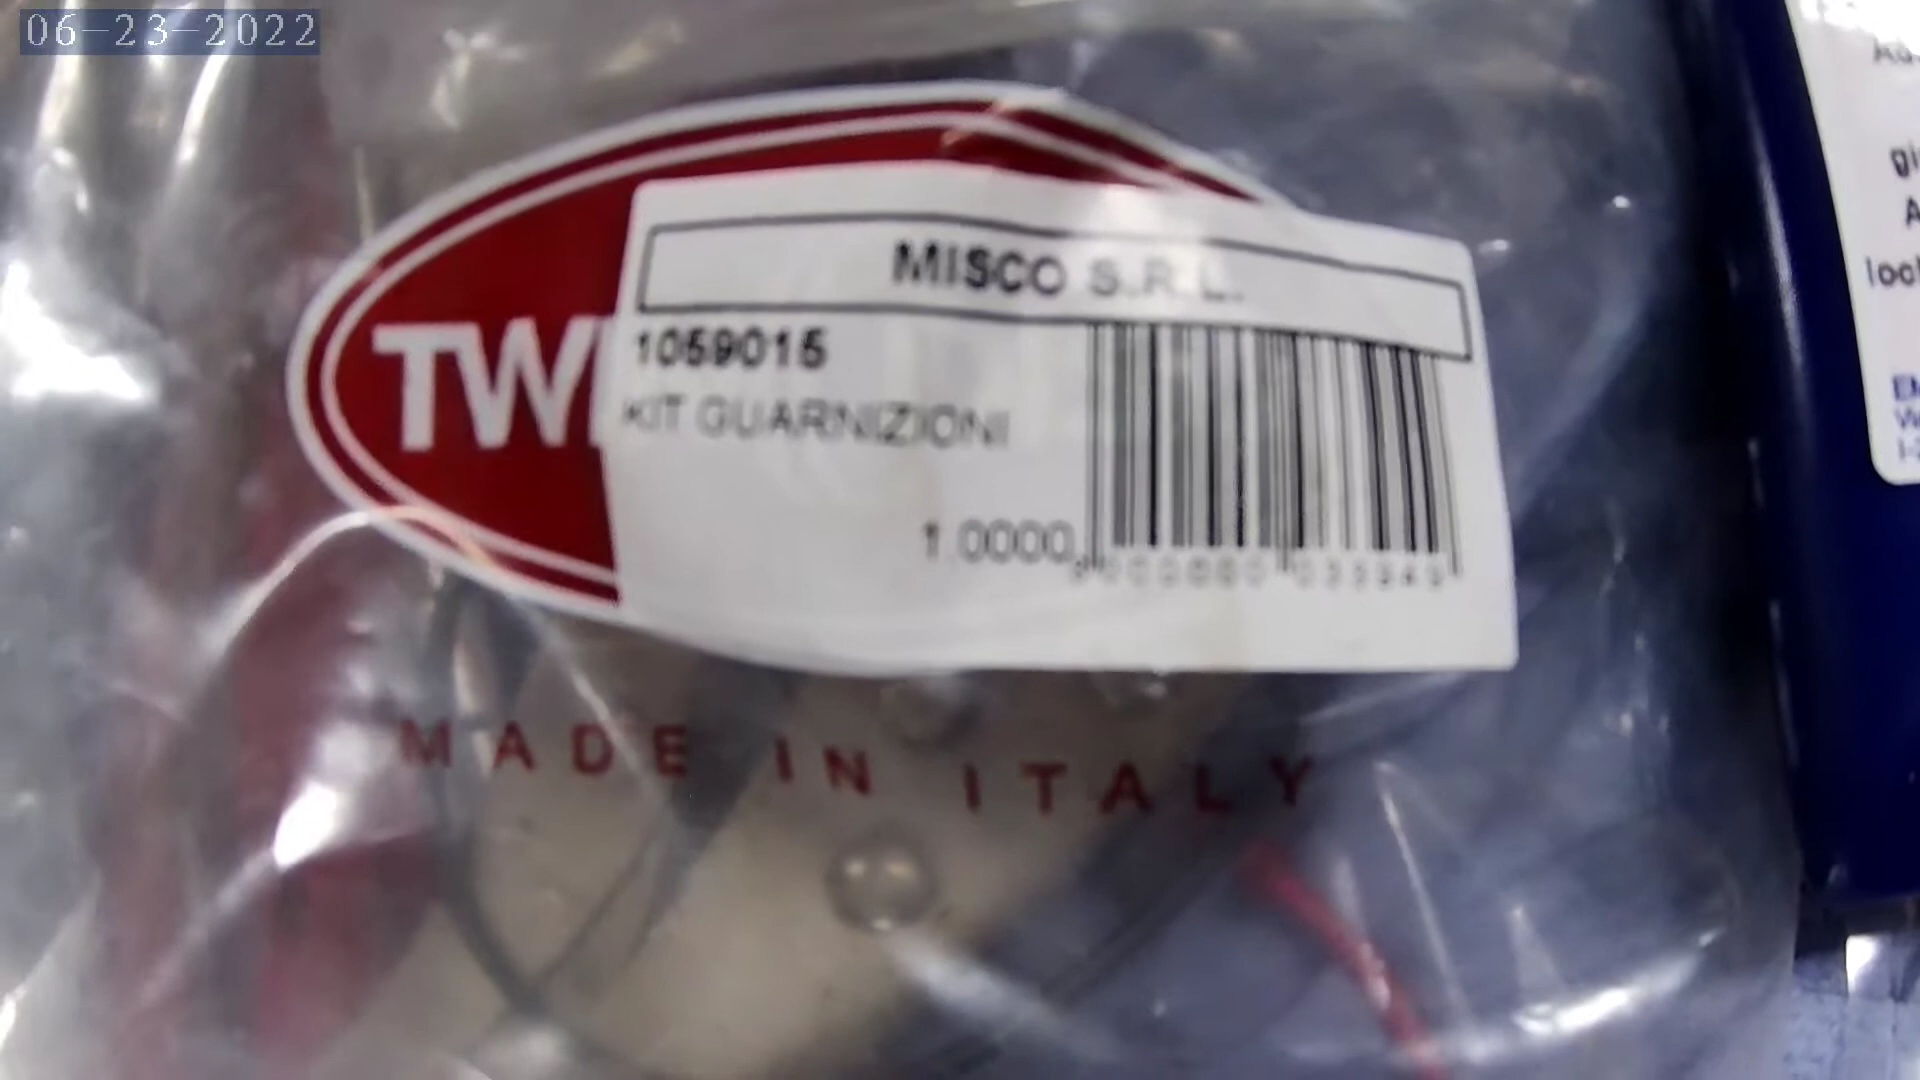 06-23-2022
MISCO S.R.L.
TW
1059015
KIT GUARNIZIONI
1.0000
MADE IN ITALY